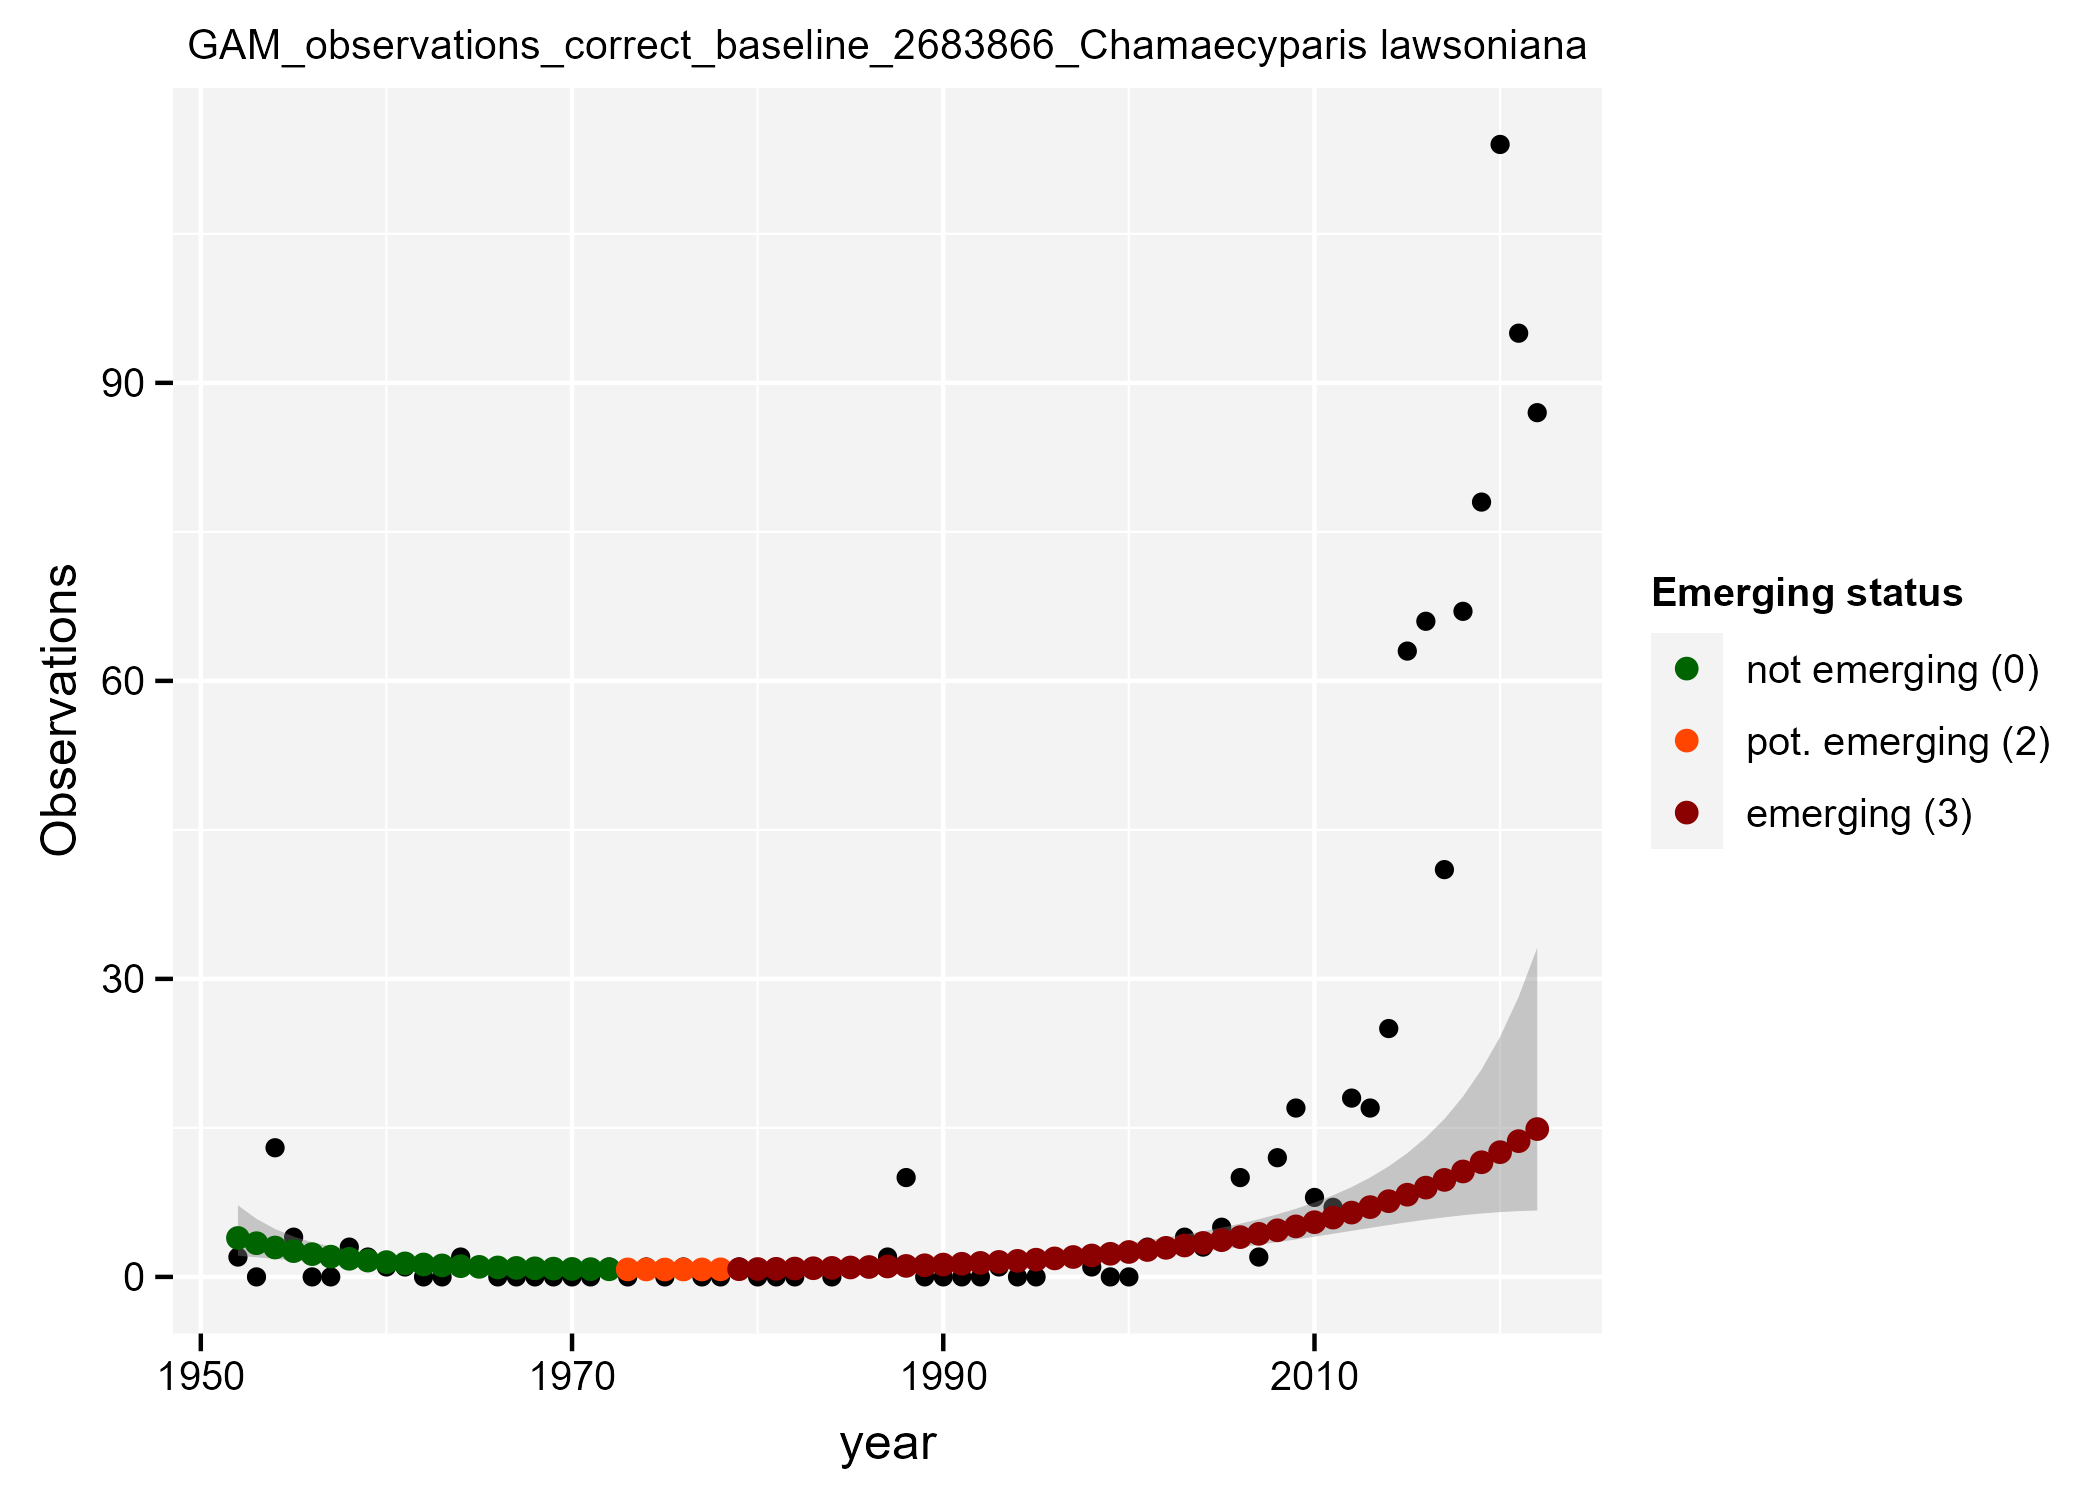 GAM_observations_correct_baseline_2683866_Chamaecyparis lawsoniana
Observations
90
60
30
0
1950 1970 1990 2010
year
Emerging status
not emerging (0)
pot. emerging (2)
emerging (3)